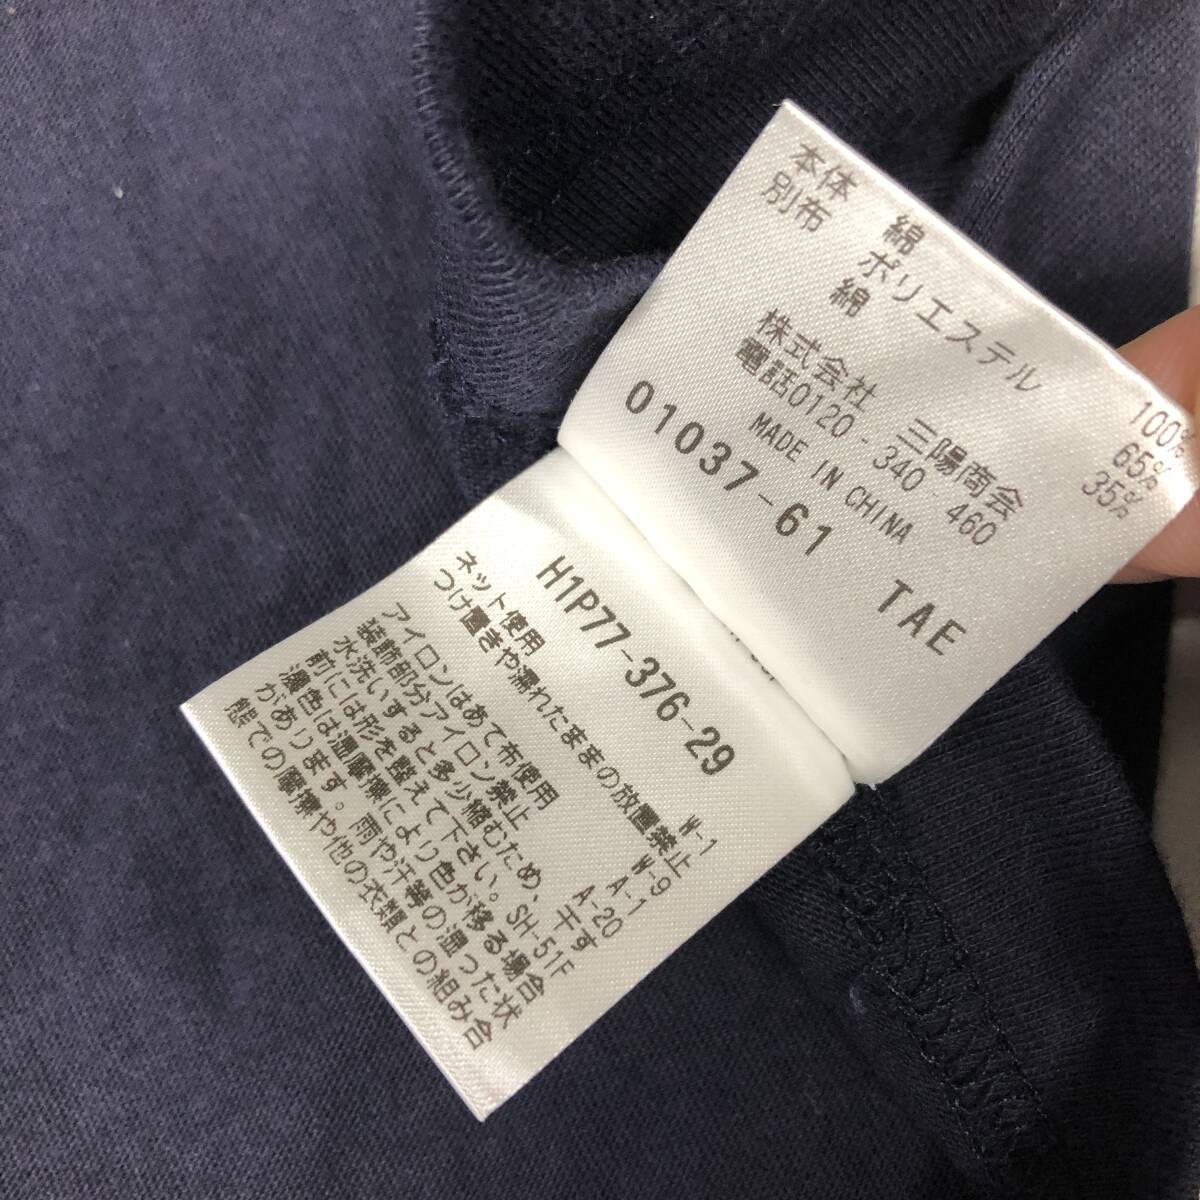 本体 綿 100%
別布 ポリエステル 65%
綿 35%
株式会社 三陽商会
電話0120-340 460
MADE IN CHINA
01037-61 TAE
H1P77-376-29
ネット使用 W-1
つけ置きや濡れたままの放置禁止 W-9
アイロンはあて布使用 A-1
装飾部分アイロン禁止 A-20
水洗いすると多少縮むため、干す
前には形を整えて下さい。SH-51F
濃色は湿摩擦により色が移る場合
があります。雨や汗等の湿った状
態での摩擦や他の衣類との組み合